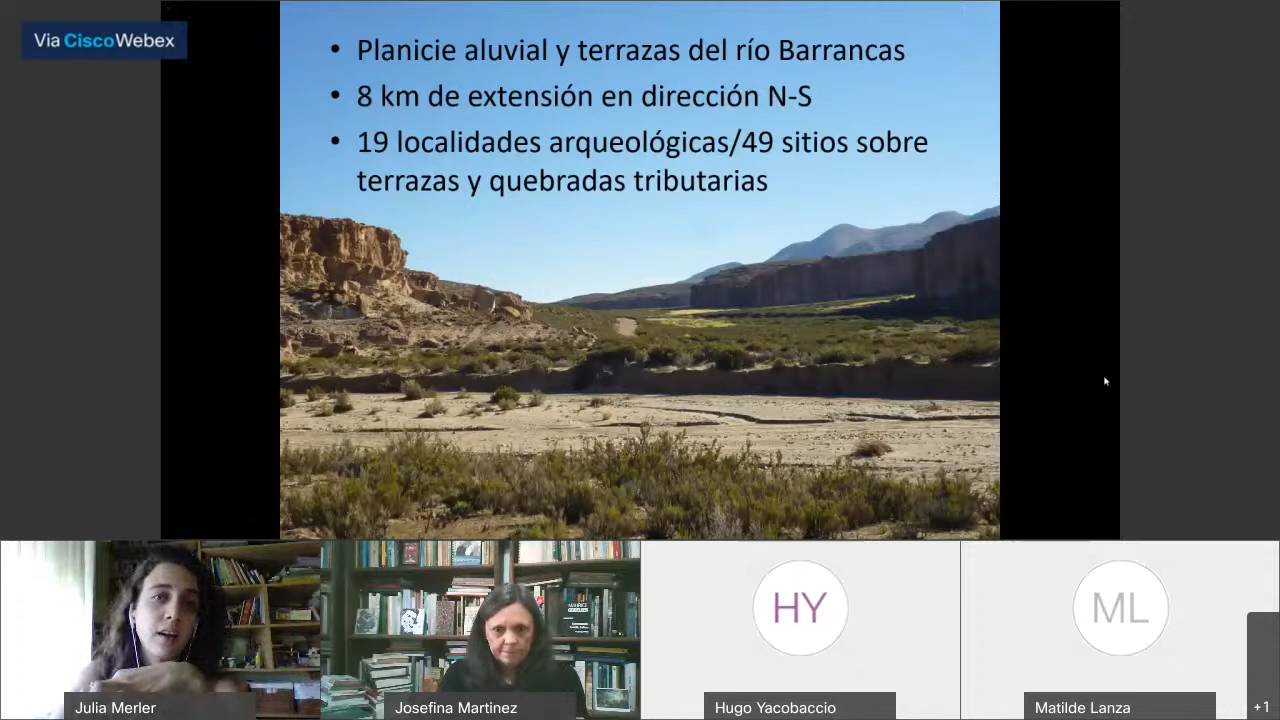 Vía CiscoWebex
• Planicie aluvial y terrazas del río Barrancas
• 8 km de extensión en dirección N-S
• 19 localidades arqueológicas/49 sitios sobre
terrazas y quebradas tributarias
HY
ML
Julia Merler
Josefina Martinez
Hugo Yacobaccio
Matilde Lanza
+1